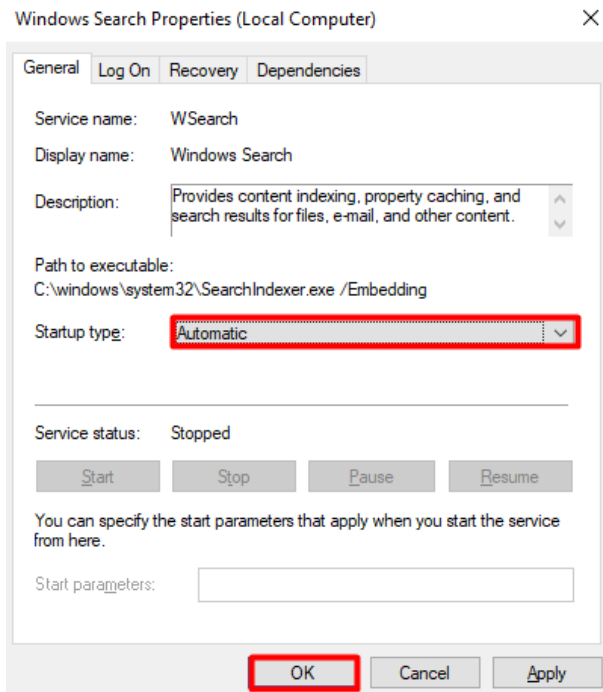 Windows Search Properties (Local Computer)
General Log On Recovery Dependencies
Service name: WSearch
Display name: Windows Search
Description: Provides content indexing, property caching, and
search results for files, e-mail, and other content.
Path to executable:
C:\windows\system32\SearchIndexer.exe /Embedding
Startup type: Automatic
Service status: Stopped
Start Stop Pause Resume
You can specify the start parameters that apply when you start the service
from here.
Start parameters:
OK Cancel Apply